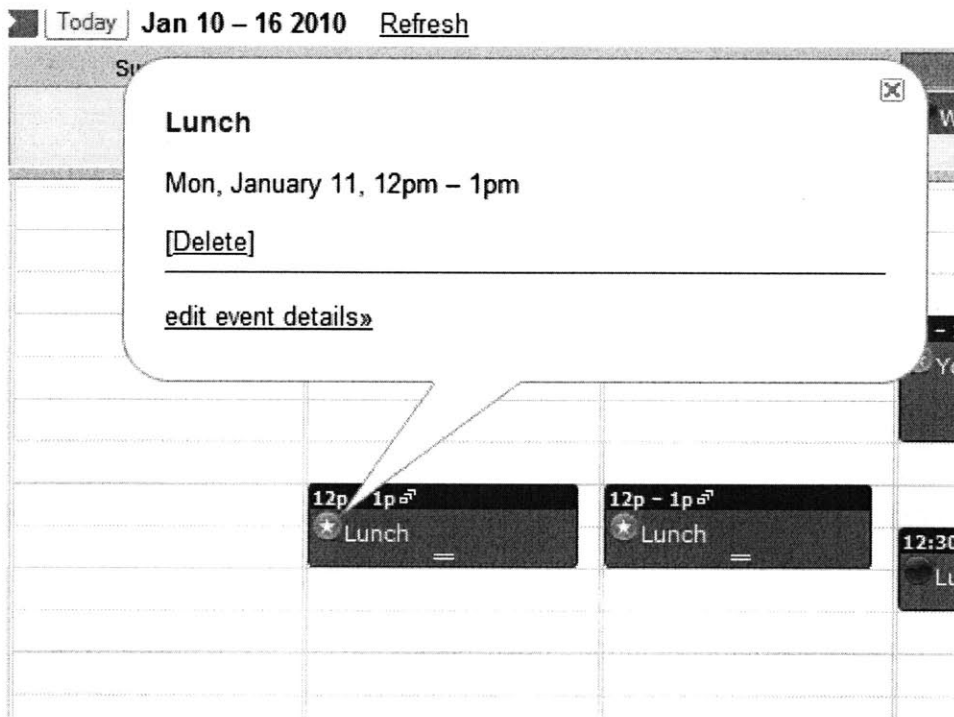 Today Jan 10 – 16 2010 Refresh
Lunch
Mon, January 11, 12pm – 1pm
[Delete]
edit event details»
12p – 1p
Lunch
12p – 1p
Lunch
12:30